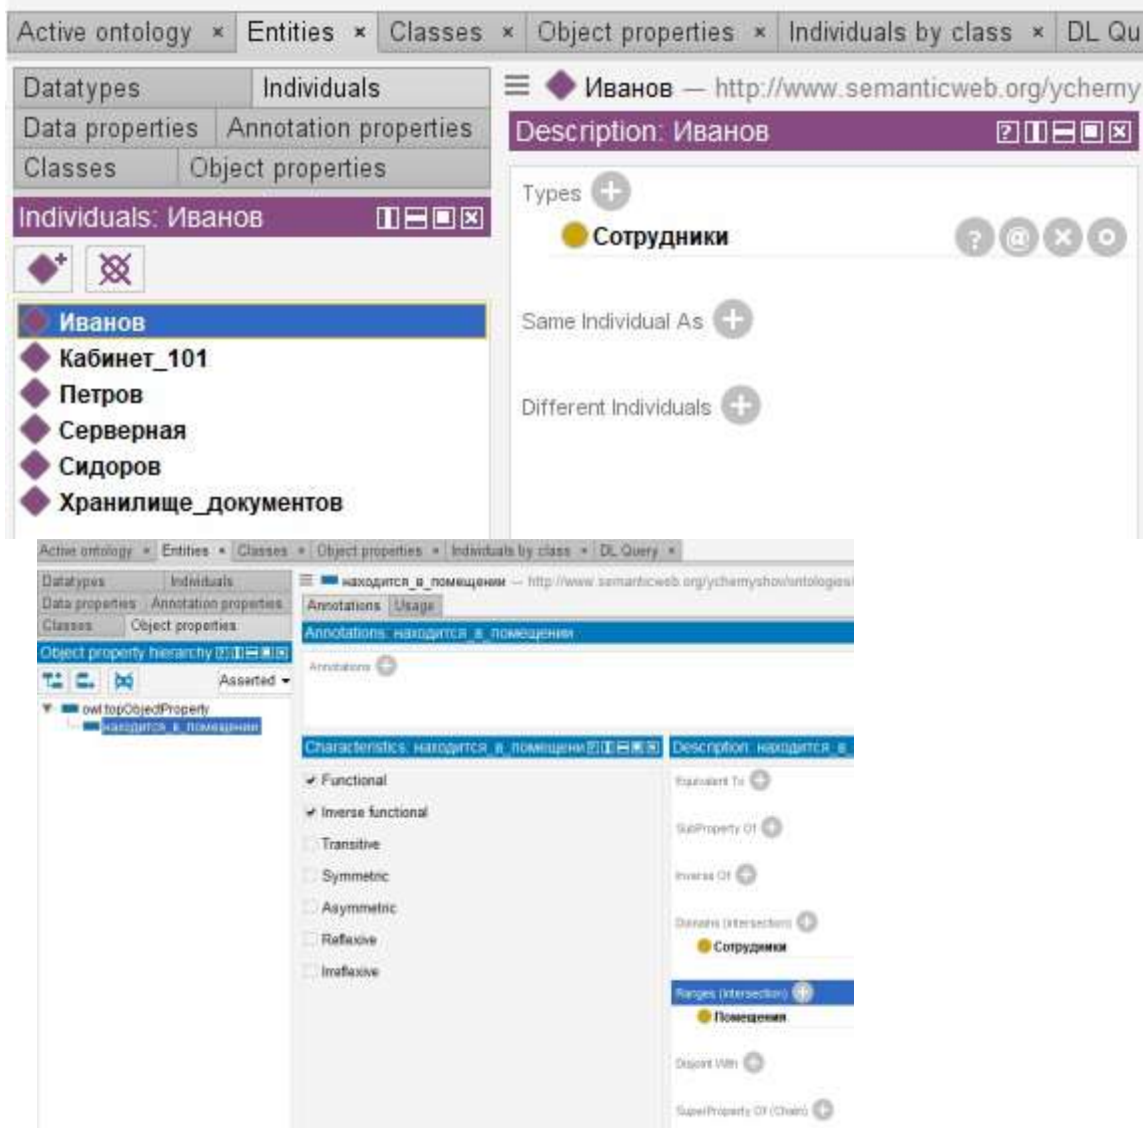 Active ontology × Entities × Classes × Object properties × Individuals by class × DL Qu
Datatypes Individuals
Data properties Annotation properties
Classes Object properties
Individuals: Иванов
Иванов
Кабинет_101
Петров
Серверная
Сидоров
Хранилище_документов
Иванов — http://www.semanticweb.org/ycherny
Description: Иванов
Types
Сотрудники
Same Individual As
Different Individuals
Active ontology × Entities × Classes × Object properties × Individuals by class × DL Query ×
Datatypes Individuals
Data properties Annotation properties
Classes Object properties
Object property hierarchy
Asserted
owl:topObjectProperty
находится_в_помещении
находится_в_помещении — http://www.semanticweb.org/ychernyshov/ontologies/
Annotations Usage
Annotations: находится_в_помещении
Annotations
Characteristics: находится_в_помещени
Functional
Inverse functional
Transitive
Symmetric
Asymmetric
Reflexive
Irreflexive
Description: находится_в_
Equivalent To
SubProperty Of
Inverse Of
Domains (intersection)
Сотрудники
Ranges (intersection)
Помещения
Disjoint With
SuperProperty Of (Chain)